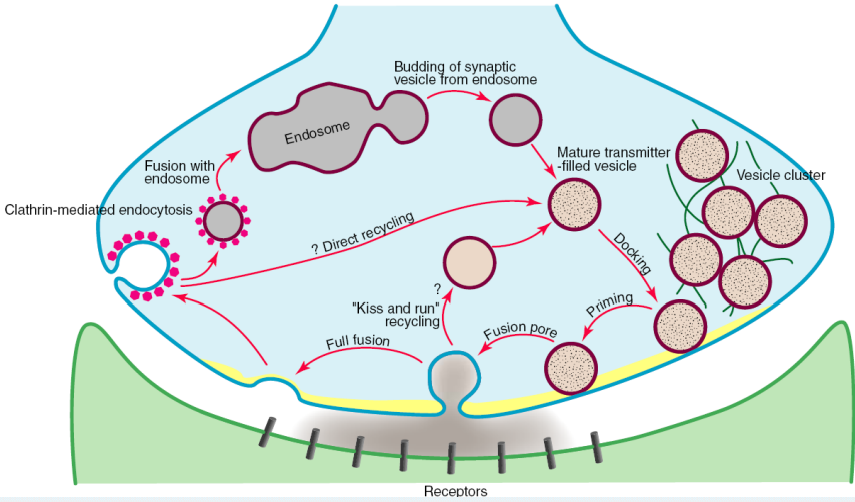 Budding of synaptic
vesicle from endosome
Endosome
Mature transmitter
-filled vesicle
Fusion with
endosome
Vesicle cluster
Clathrin-mediated endocytosis
? Direct recycling
Docking
?
"Kiss and run"
recycling
Priming
Fusion pore
Full fusion
Receptors